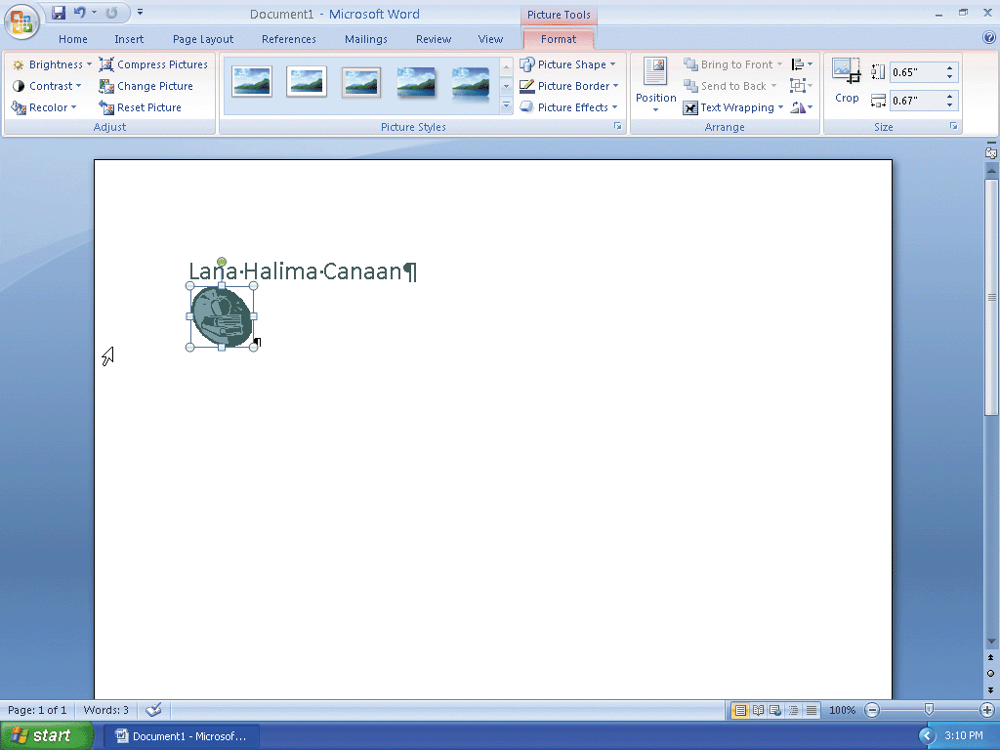 Document1 - Microsoft Word
Picture Tools
Home
Insert
Page Layout
References
Mailings
Review
View
Format
Brightness
Compress Pictures
Contrast
Change Picture
Recolor
Reset Picture
Adjust
Picture Styles
Picture Shape
Picture Border
Picture Effects
Position
Bring to Front
Send to Back
Text Wrapping
Arrange
Crop
0.65"
0.67"
Size
Lana·Halima·Canaan¶
¶
Page: 1 of 1
Words: 3
100%
start
Document1 - Microsof...
3:10 PM